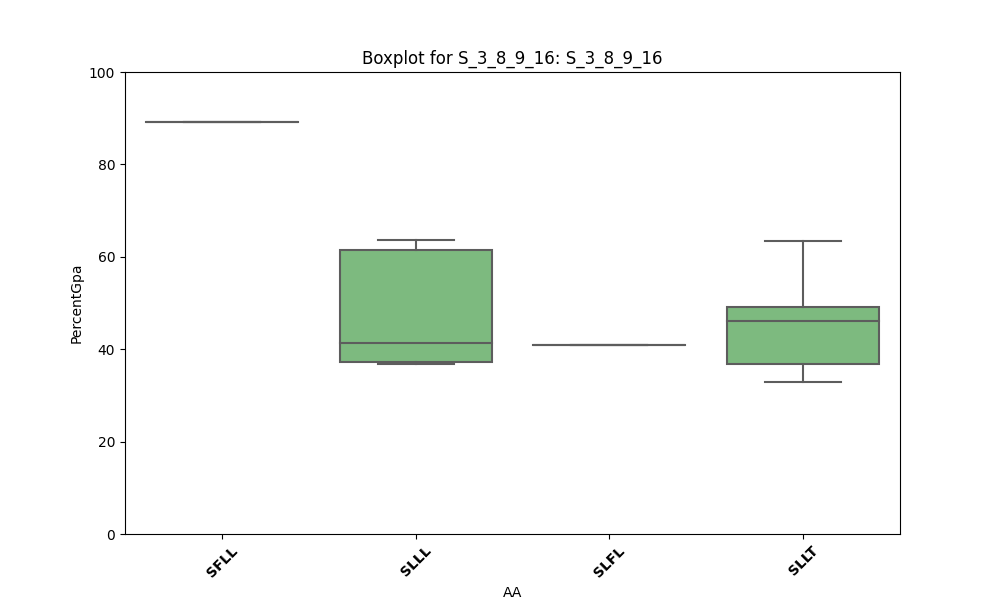 Boxplot for S_3_8_9_16: S_3_8_9_16
100
80
60
40
20
0
PercentGpa
SFLL
SLLL
SLFL
SLLT
AA